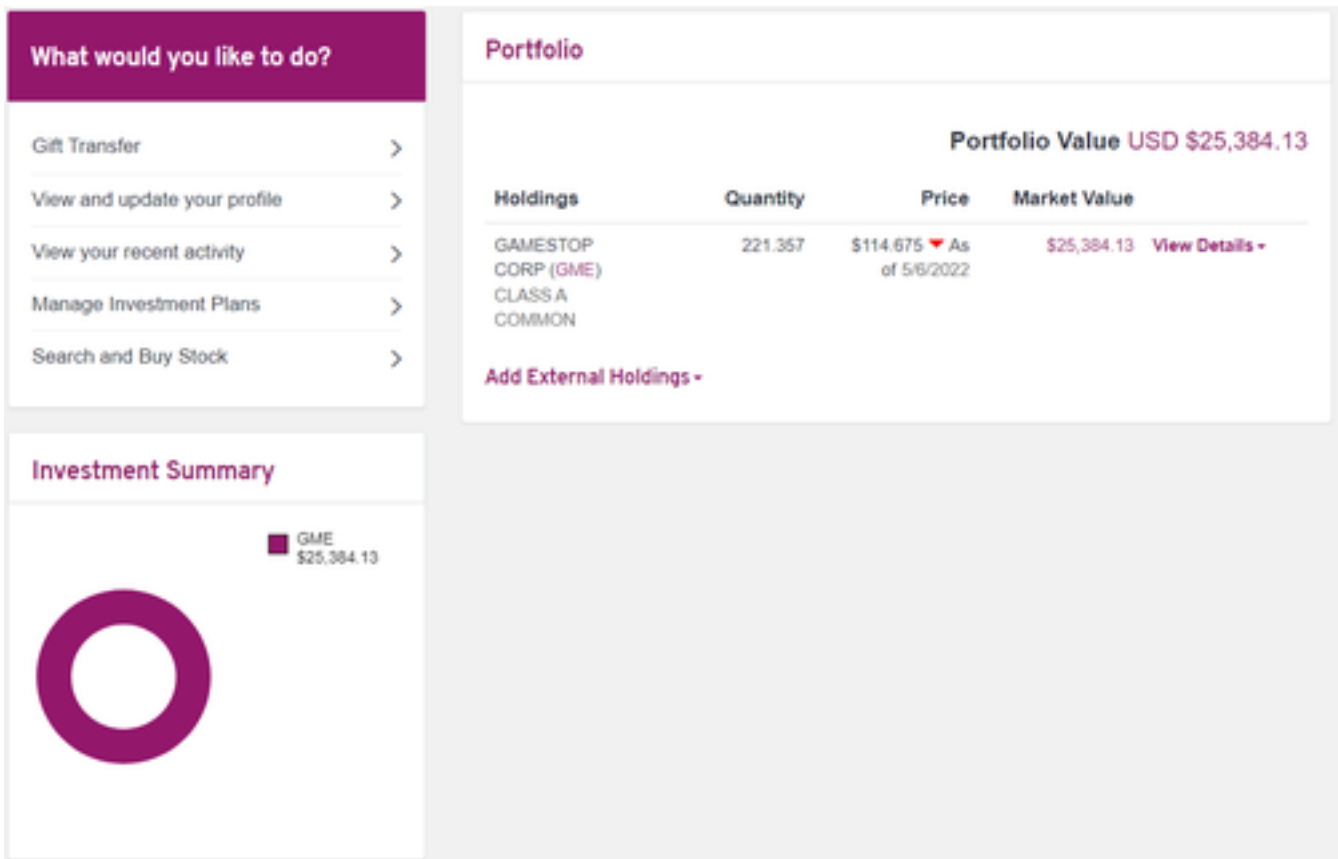 What would you like to do?
Gift Transfer
View and update your profile
View your recent activity
Manage Investment Plans
Search and Buy Stock
Investment Summary
GME
$25,384.13
Portfolio
Portfolio Value USD $25,384.13
Holdings Quantity Price Market Value
GAMESTOP 221.357 $114.675 ▼ As $25,384.13 View Details
CORP (GME) of 5/6/2022
CLASS A
COMMON
Add External Holdings